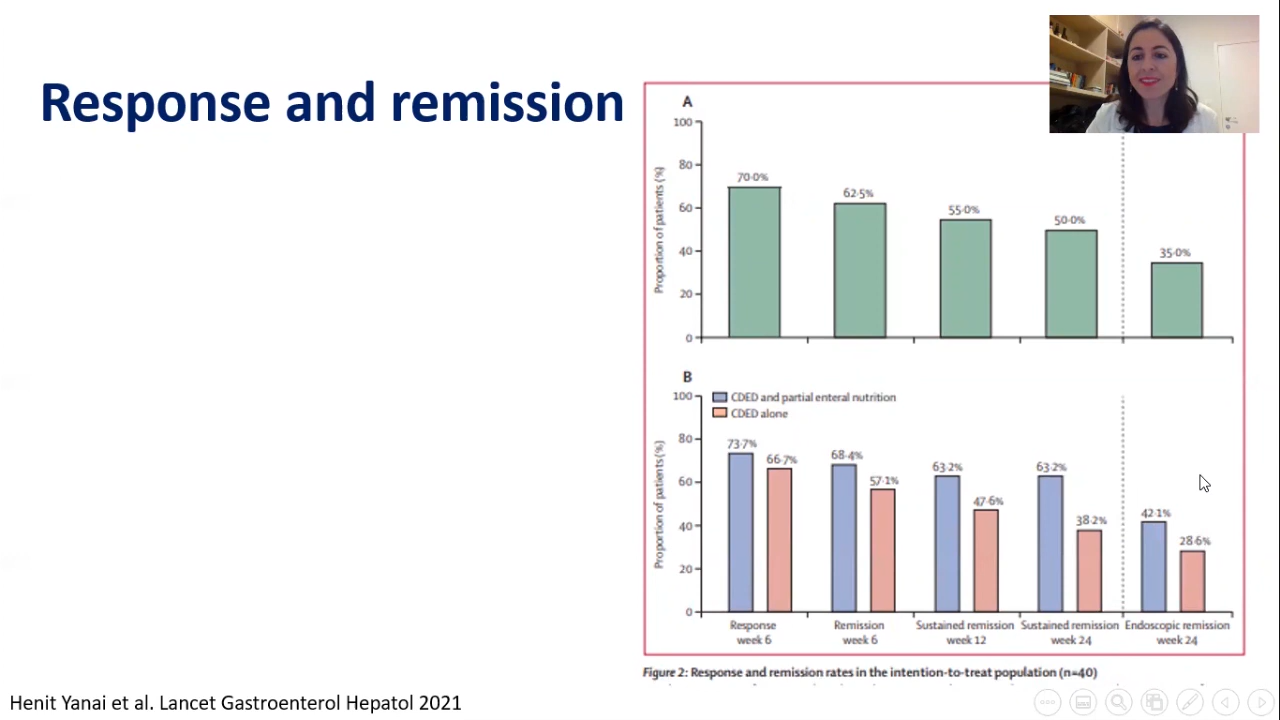 Response and remission
A
100
80
60
40
20
0
Proportion of patients (%)
70·0%
62·5%
55·0%
50·0%
35·0%
B
100
80
60
40
20
0
Proportion of patients (%)
CDED and partial enteral nutrition
CDED alone
73·7%
66·7%
68·4%
57·1%
63·2%
47·6%
63·2%
38·2%
42·1%
28·6%
Response
week 6
Remission
week 6
Sustained remission
week 12
Sustained remission
week 24
Endoscopic remission
week 24
Figure 2: Response and remission rates in the intention-to-treat population (n=40)
Henit Yanai et al. Lancet Gastroenterol Hepatol 2021